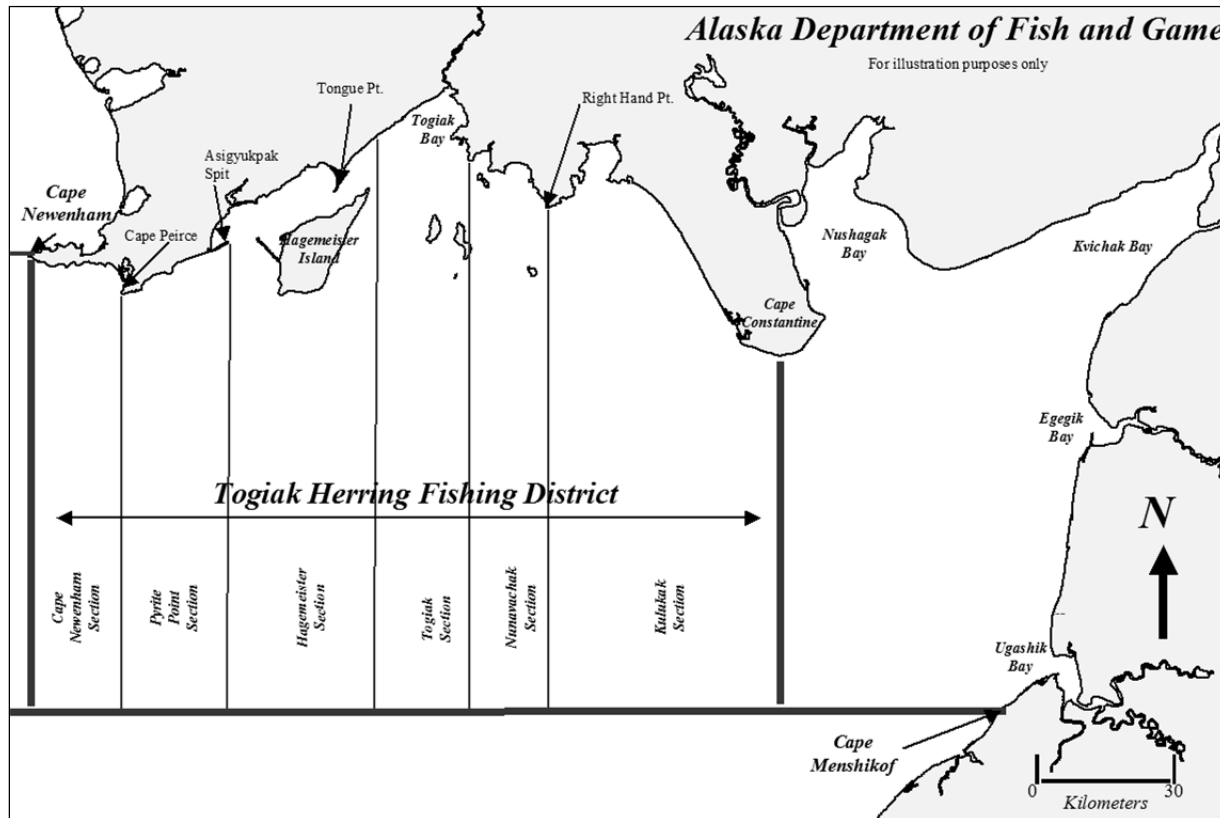 Alaska Department of Fish and Game
For illustration purposes only
Tongue Pt.
Right Hand Pt.
Togiak
Bay
Asigyukpak
Spit
Cape
Newenham
Cape Peirce
Hagemeister
Island
Nushagak
Bay
Kvichak Bay
Cape
Constantine
Egegik
Bay
Togiak Herring Fishing District
N
Cape
Newenham
Section
Pyrite
Point
Section
Hagemeister
Section
Togiak
Section
Nunavachak
Section
Kulukak
Section
Ugashik
Bay
Cape
Menshikof
0
30
Kilometers